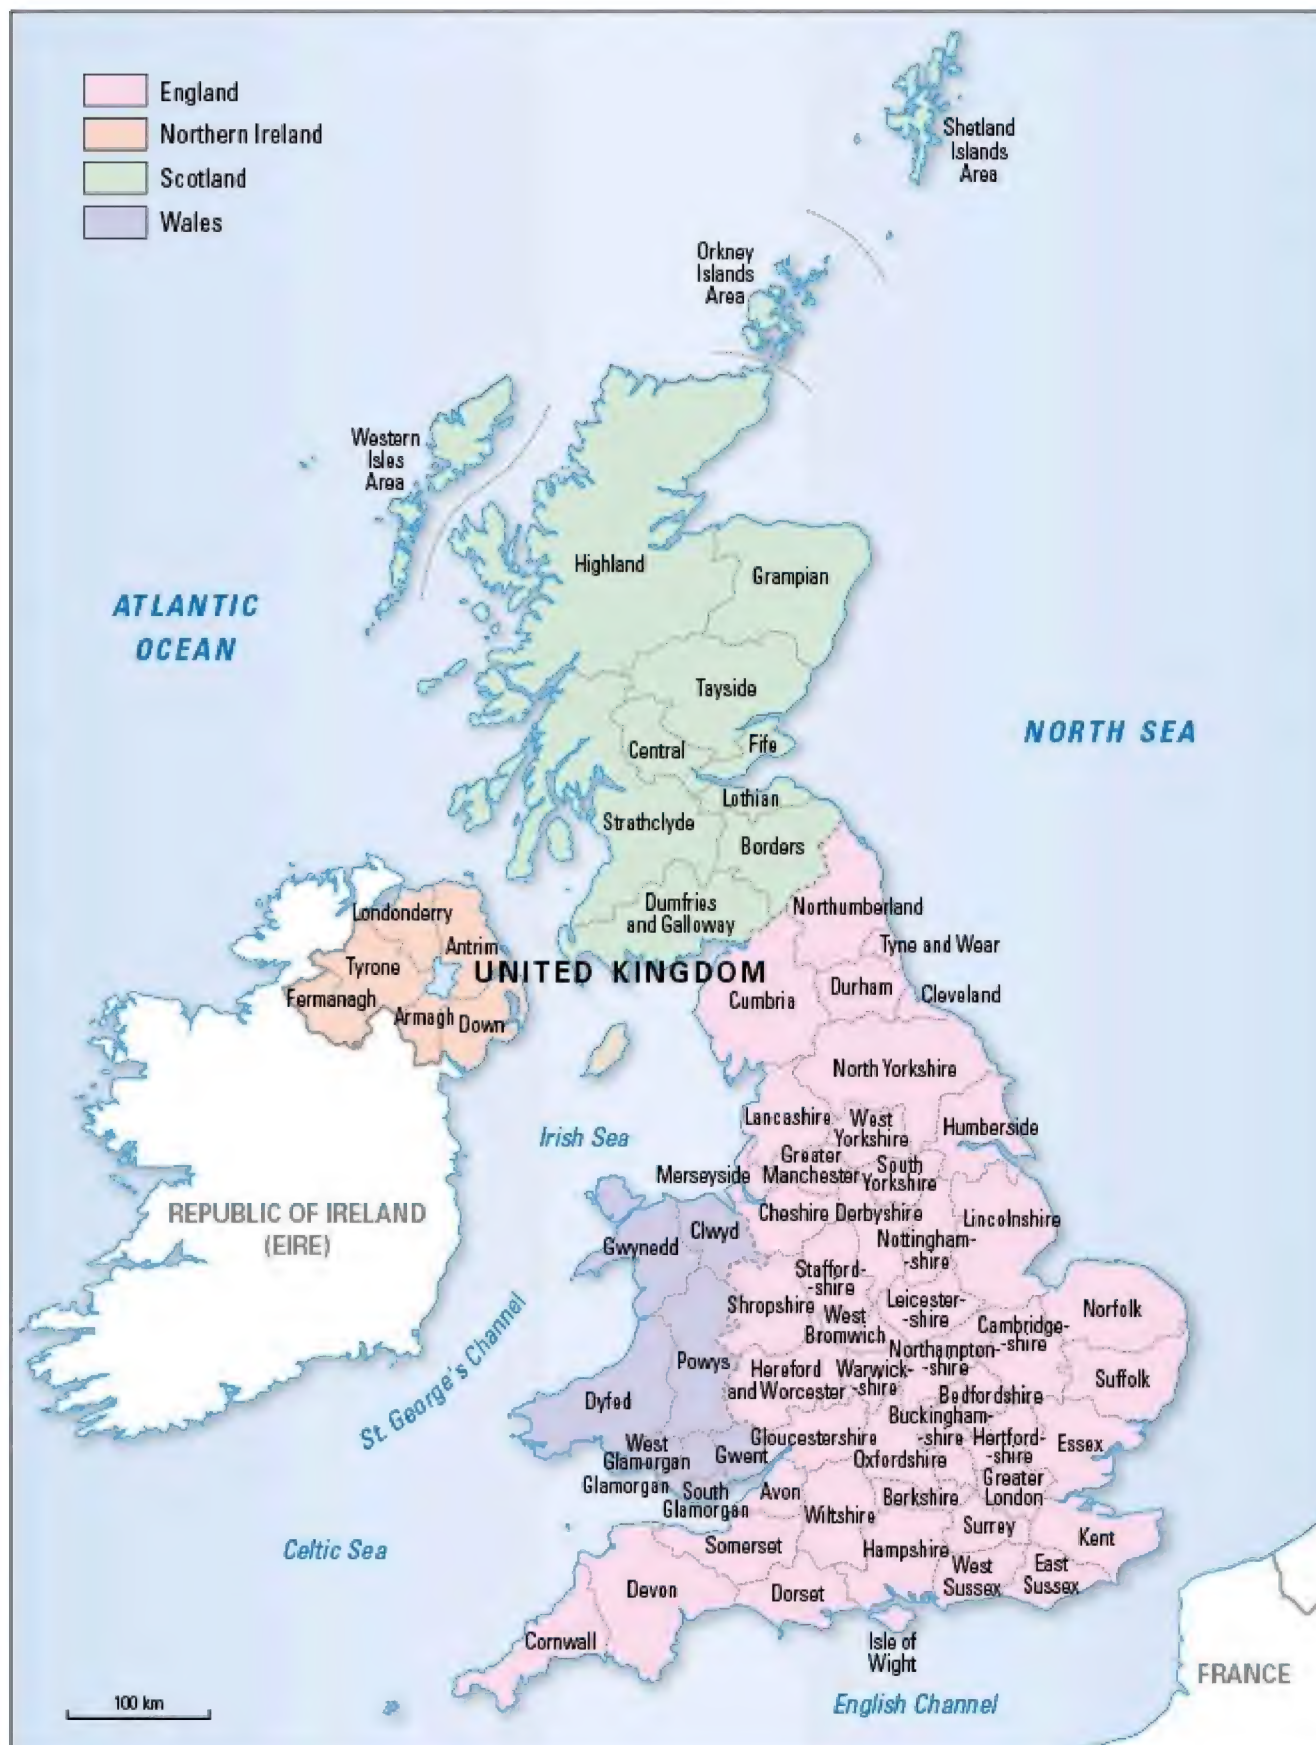 England
Northern Ireland
Scotland
Wales
Shetland
Islands
Area
Orkney
Islands
Area
Western
Isles
Area
Highland
Grampian
ATLANTIC
OCEAN
Tayside
NORTH SEA
Central
Fife
Lothian
Strathclyde
Borders
Dumfries
and Galloway
Northumberland
Londonderry
Antrim
Tyne and Wear
Tyrone
UNITED KINGDOM
Durham
Cleveland
Cumbria
Fermanagh
Armagh
Down
North Yorkshire
Lancashire
West
Yorkshire
Humberside
Irish Sea
Greater
Manchester
Merseyside
South
Yorkshire
REPUBLIC OF IRELAND
(EIRE)
Cheshire
Derbyshire
Lincolnshire
Clwyd
Gwynedd
Nottingham-
-shire
Stafford-
-shire
Shropshire
West
Bromwich
Leicester-
-shire
Cambridge-
-shire
Norfolk
St. George's Channel
Powys
Hereford
and Worcester
Warwick-
-shire
Northampton-
-shire
Bedfordshire
Suffolk
Dyfed
Buckingham-
-shire
Hertford-
-shire
Essex
Gloucestershire
Oxfordshire
West
Glamorgan
Gwent
Glamorgan
South
Glamorgan
Avon
Greater
London
Berkshire
Wiltshire
Surrey
Kent
Celtic Sea
Somerset
Hampshire
West
Sussex
East
Sussex
Devon
Dorset
Cornwall
Isle of
Wight
FRANCE
100 km
English Channel